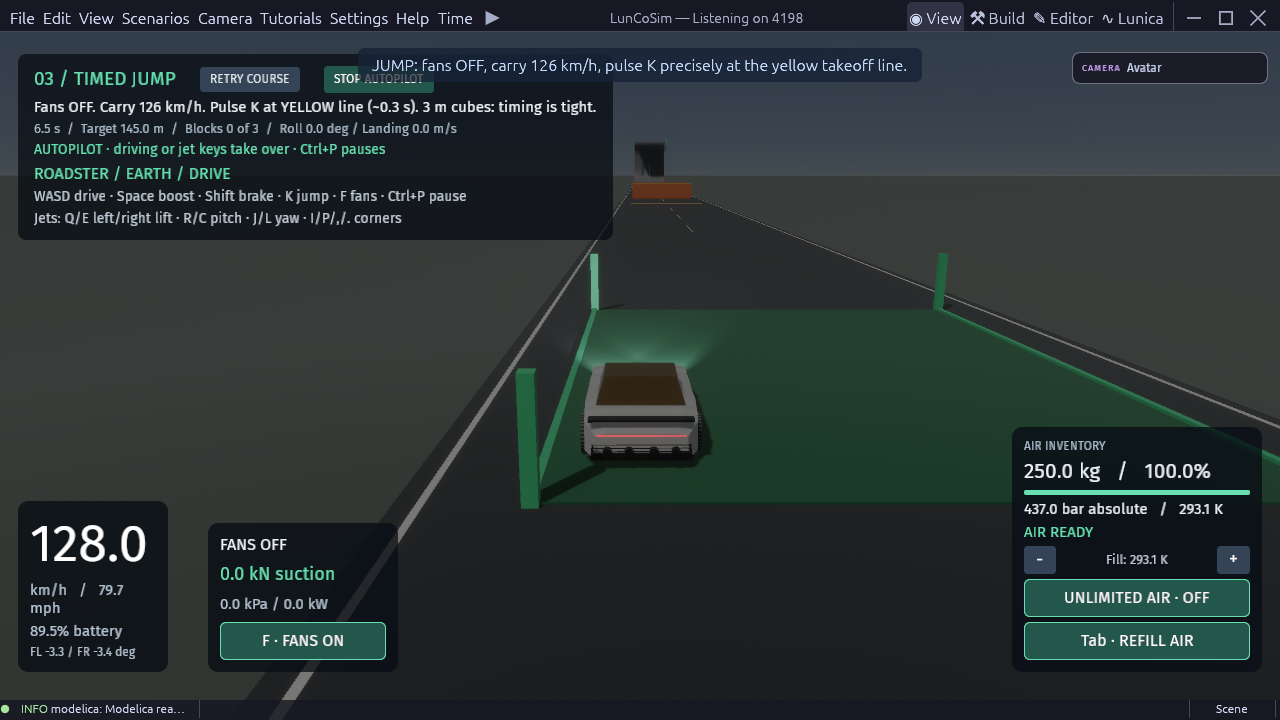 File Edit View Scenarios Camera Tutorials Settings Help Time
LunCoSim — Listening on 4198
View Build Editor Lunica
JUMP: fans OFF, carry 126 km/h, pulse K precisely at the yellow takeoff line.
03 / TIMED JUMP
RETRY COURSE
STOP AUTOPILOT
Fans OFF. Carry 126 km/h. Pulse K at YELLOW line (~0.3 s). 3 m cubes: timing is tight.
6.5 s / Target 145.0 m / Blocks 0 of 3 / Roll 0.0 deg / Landing 0.0 m/s
AUTOPILOT · driving or jet keys take over · Ctrl+P pauses
ROADSTER / EARTH / DRIVE
WASD drive · Space boost · Shift brake · K jump · F fans · Ctrl+P pause
Jets: Q/E left/right lift · R/C pitch · J/L yaw · I/P/,/. corners
CAMERA Avatar
128.0
km/h / 79.7
mph
89.5% battery
FL -3.3 / FR -3.4 deg
FANS OFF
0.0 kN suction
0.0 kPa / 0.0 kW
F · FANS ON
AIR INVENTORY
250.0 kg / 100.0%
437.0 bar absolute / 293.1 K
AIR READY
- Fill: 293.1 K +
UNLIMITED AIR · OFF
Tab · REFILL AIR
INFO modelica: Modelica rea…
Scene